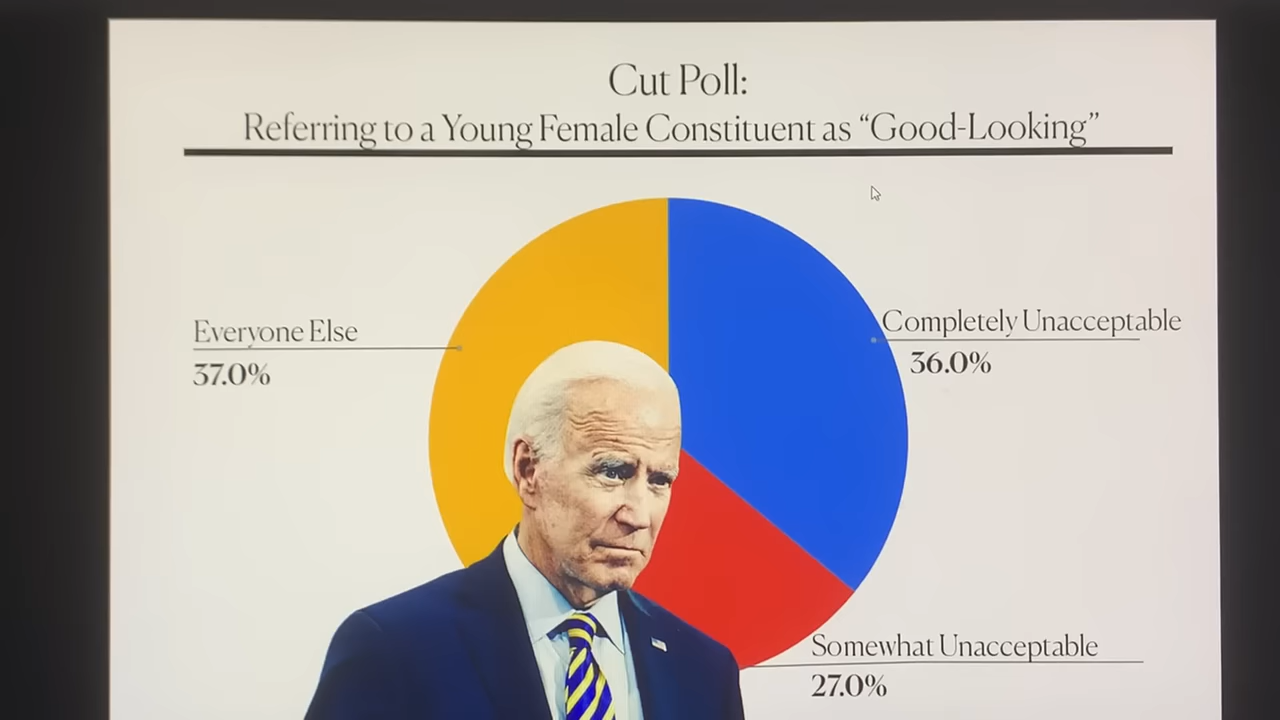 Cut Poll:
Referring to a Young Female Constituent as “Good-Looking”
Everyone Else
37.0%
Completely Unacceptable
36.0%
Somewhat Unacceptable
27.0%